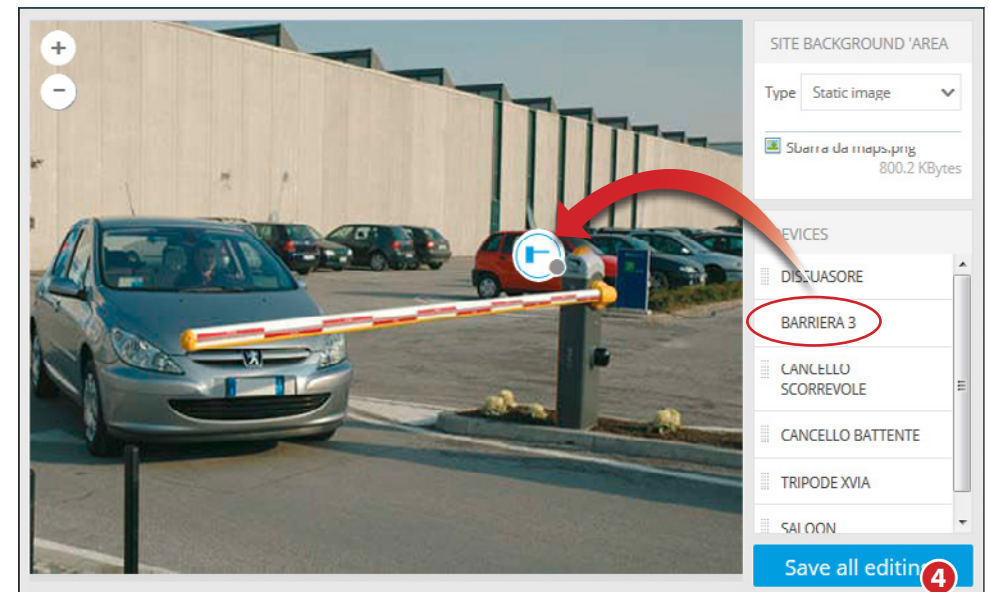 +
−
SITE BACKGROUND 'AREA
Type Static image
Sbarra da maps.png
800.2 KBytes
DEVICES
DISSUASORE
BARRIERA 3
CANCELLO
SCORREVOLE
CANCELLO BATTENTE
TRIPODE XVIA
SALOON
Save all editing
4